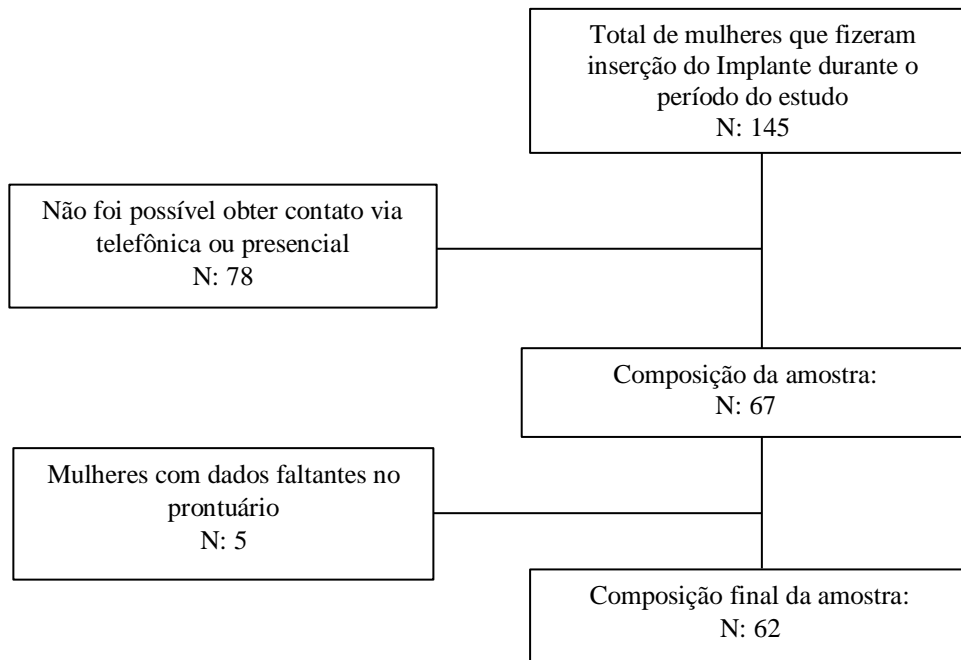 Total de mulheres que fizeram
inserção do Implante durante o
período do estudo
N: 145
Não foi possível obter contato via
telefônica ou presencial
N: 78
Composição da amostra:
N: 67
Mulheres com dados faltantes no
prontuário
N: 5
Composição final da amostra:
N: 62